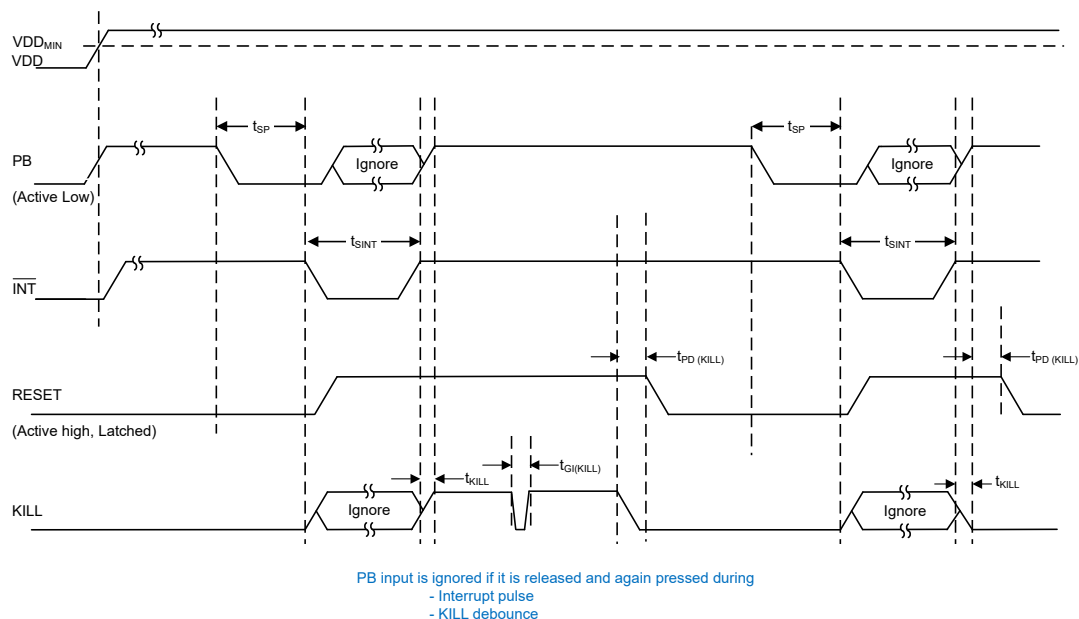 VDDMIN
VDD
tSP
tSP
PB
Ignore
Ignore
(Active Low)
tSINT
tSINT
INT
tPD (KILL)
tPD (KILL)
RESET
(Active high, Latched)
tGI(KILL)
tKILL
tKILL
KILL
Ignore
Ignore
PB input is ignored if it is released and again pressed during
- Interrupt pulse
- KILL debounce